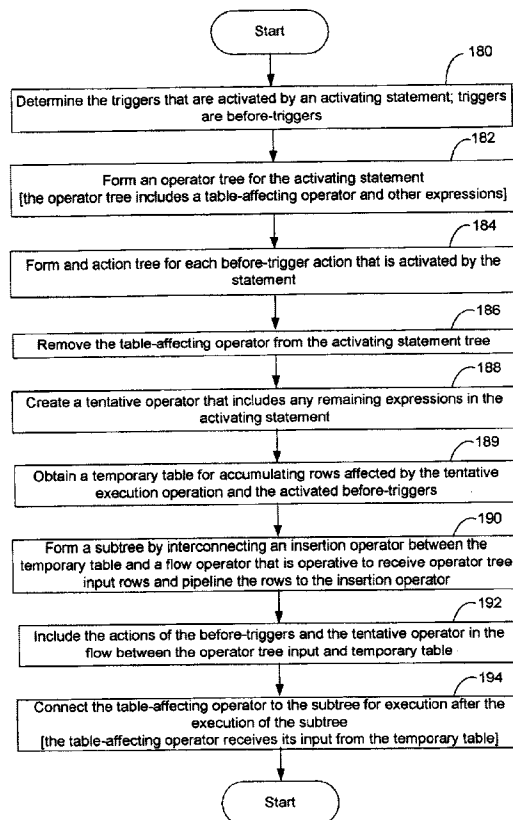 Start
180
Determine the triggers that are activated by an activating statement; triggers
are before-triggers
182
Form an operator tree for the activating statement
[the operator tree includes a table-affecting operator and other expressions]
184
Form and action tree for each before-trigger action that is activated by the
statement
186
Remove the table-affecting operator from the activating statement tree
188
Create a tentative operator that includes any remaining expressions in the
activating statement
189
Obtain a temporary table for accumulating rows affected by the tentative
execution operation and the activated before-triggers
190
Form a subtree by interconnecting an insertion operator between the
temporary table and a flow operator that is operative to receive operator tree
input rows and pipeline the rows to the insertion operator
192
Include the actions of the before-triggers and the tentative operator in the
flow between the operator tree input and temporary table
194
Connect the table-affecting operator to the subtree for execution after the
execution of the subtree
[the table-affecting operator receives its input from the temporary table]
Start